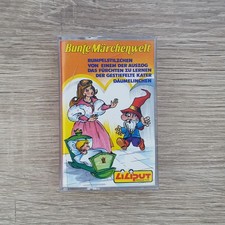 Bunte Märchenwelt
RUMPELSTILZCHEN
VON EINEM DER AUSZOG
DAS FÜRCHTEN ZU LERNEN
DER GESTIEFELTE KATER
DÄUMELINCHEN
LiLiPUT